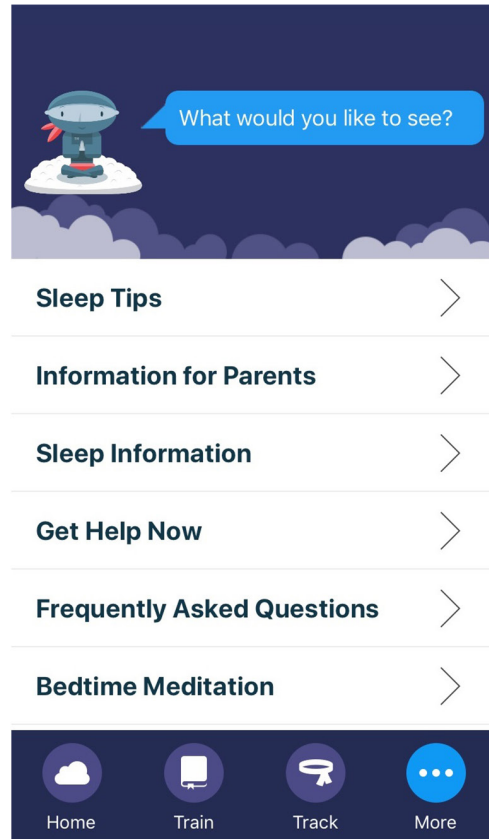 What would you like to see?
Sleep Tips
Information for Parents
Sleep Information
Get Help Now
Frequently Asked Questions
Bedtime Meditation
Home
Train
Track
More